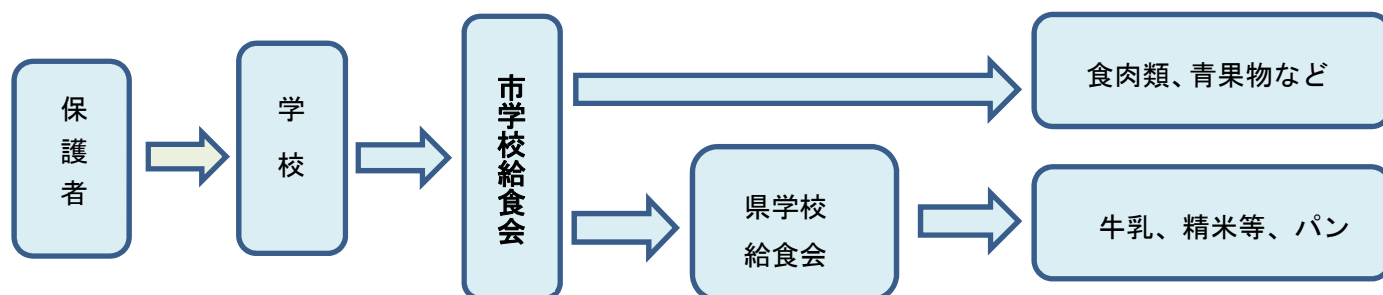 保護者
学校
市学校給食会
食肉類、青果物など
県学校
給食会
牛乳、精米等、パン